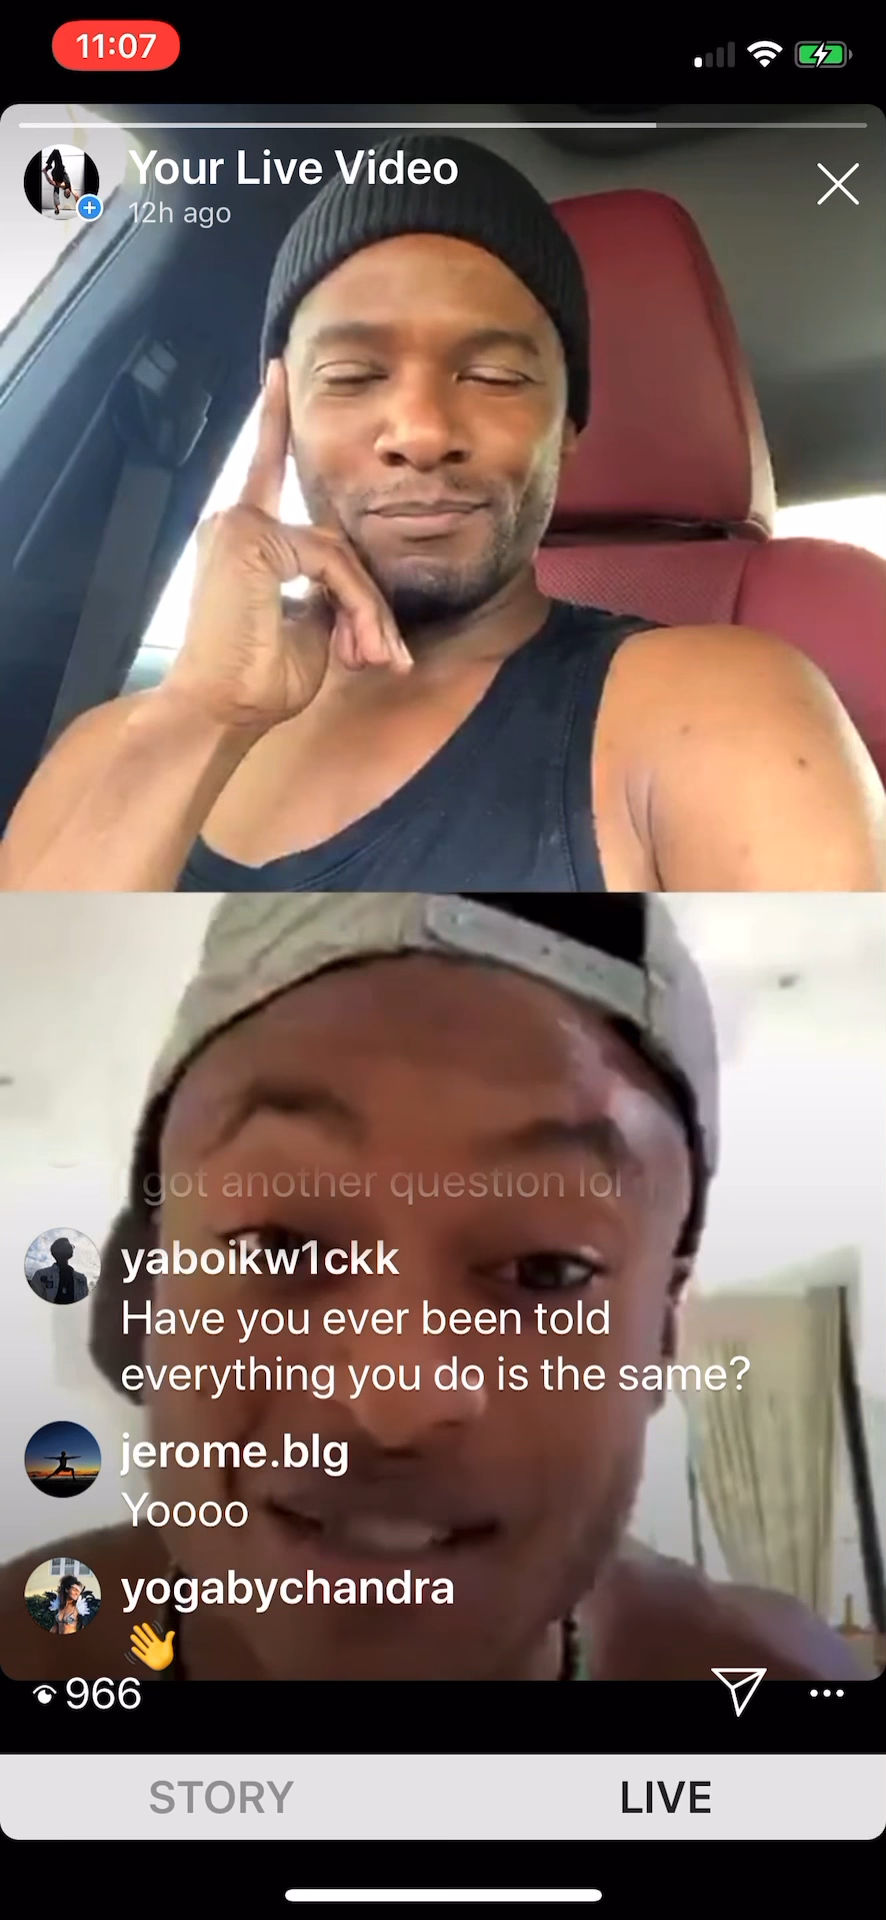 11:07
Your Live Video
12h ago
got another question lol
yaboikw1ckk
Have you ever been told
everything you do is the same?
jerome.blg
Yoooo
yogabychandra
👋
966
STORY
LIVE